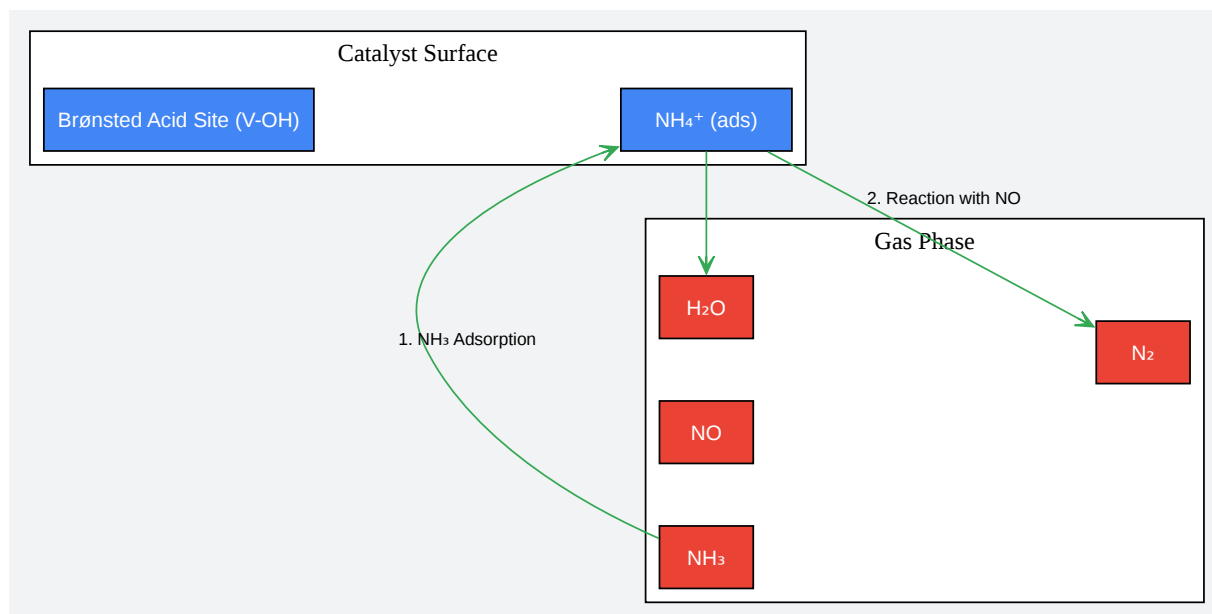 Catalyst Surface
Brønsted Acid Site (V-OH)
NH₄⁺ (ads)
2. Reaction with NO
Gas Phase
H₂O
1. NH₃ Adsorption
N₂
NO
NH₃